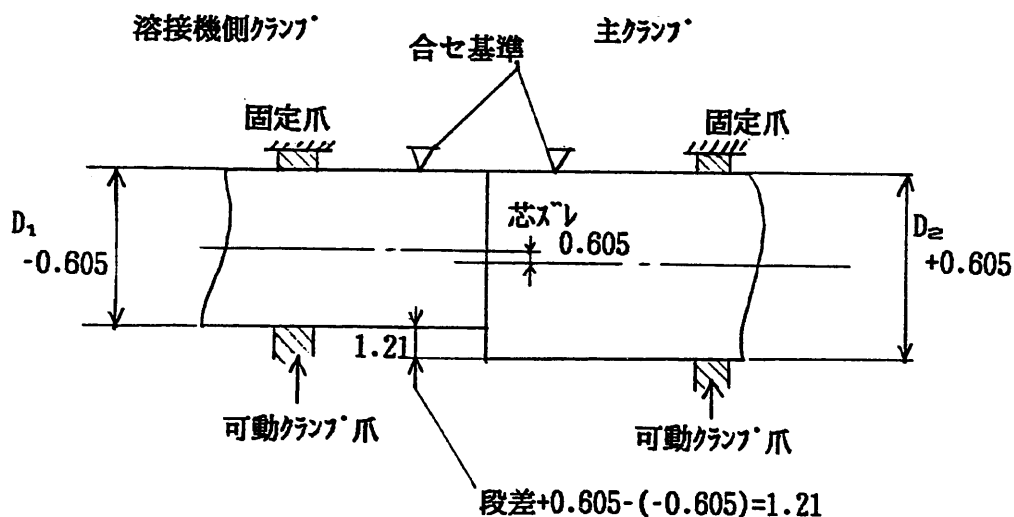 溶接機側クランプ
主クランプ
合セ基準
固定爪
固定爪
D₁
-0.605
芯ズレ
0.605
D₂
+0.605
1.21
可動クランプ爪
可動クランプ爪
段差+0.605-(-0.605)=1.21